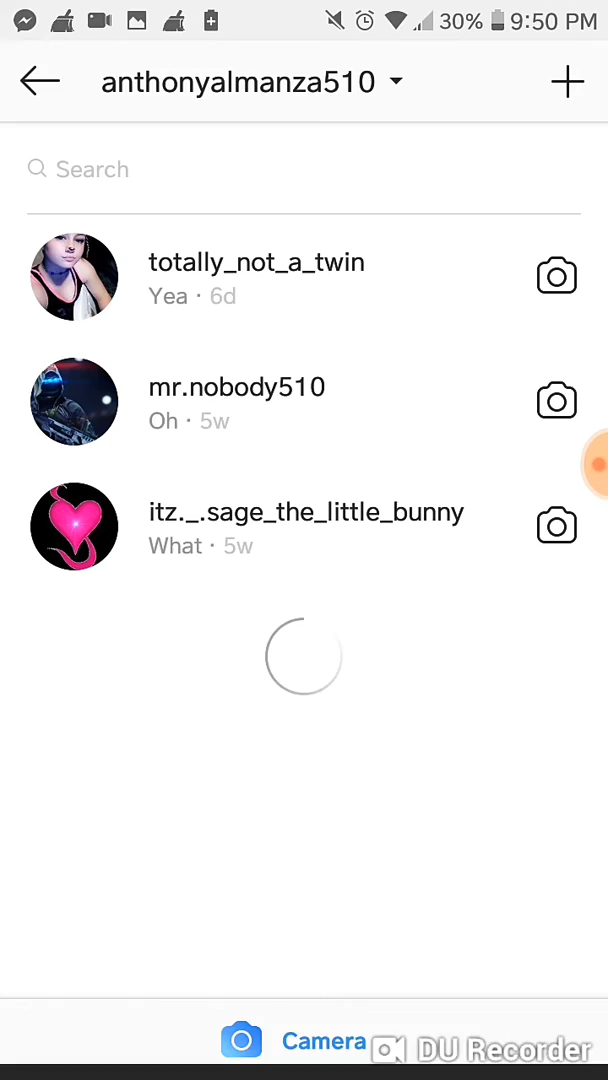 30% 9:50 PM
anthonyalmanza510
Search
totally_not_a_twin
Yea · 6d
mr.nobody510
Oh · 5w
itz._.sage_the_little_bunny
What · 5w
Camera
DU Recorder